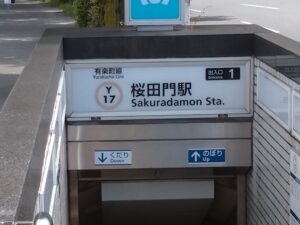 有楽町線
Yurakucho Line
Y
17
桜田門駅
Sakuradamon Sta.
出入口
1
↓ くだり
Down
↑ のぼり
Up